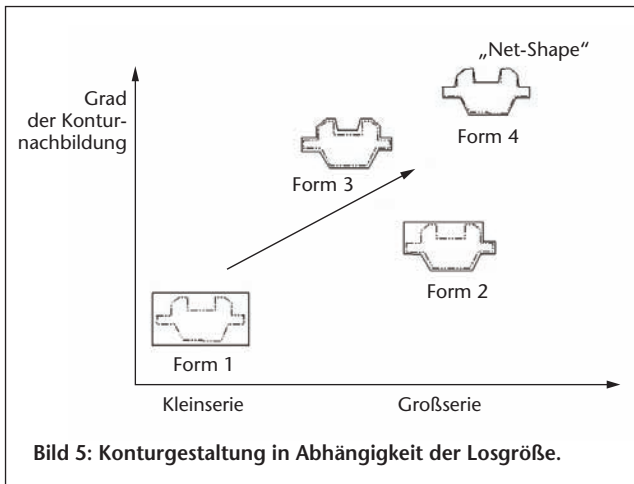 „Net-Shape“
Grad
der Kontur-
nachbildung
Form 4
Form 3
Form 2
Form 1
Kleinserie
Großserie
Bild 5: Konturgestaltung in Abhängigkeit der Losgröße.